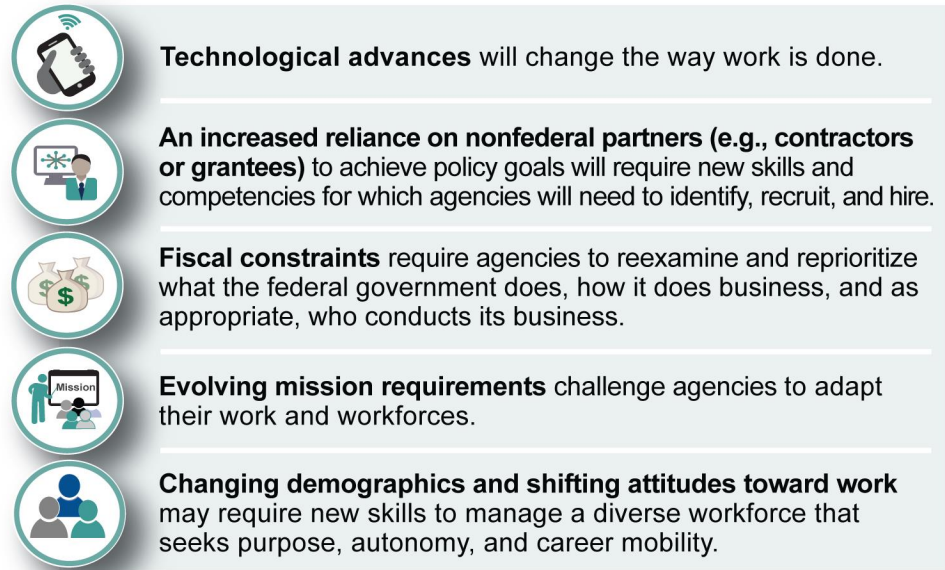 Technological advances will change the way work is done.
An increased reliance on nonfederal partners (e.g., contractors
or grantees) to achieve policy goals will require new skills and
competencies for which agencies will need to identify, recruit, and hire.
Fiscal constraints require agencies to reexamine and reprioritize
what the federal government does, how it does business, and as
appropriate, who conducts its business.
Mission
Evolving mission requirements challenge agencies to adapt
their work and workforces.
Changing demographics and shifting attitudes toward work
may require new skills to manage a diverse workforce that
seeks purpose, autonomy, and career mobility.
$ $
$